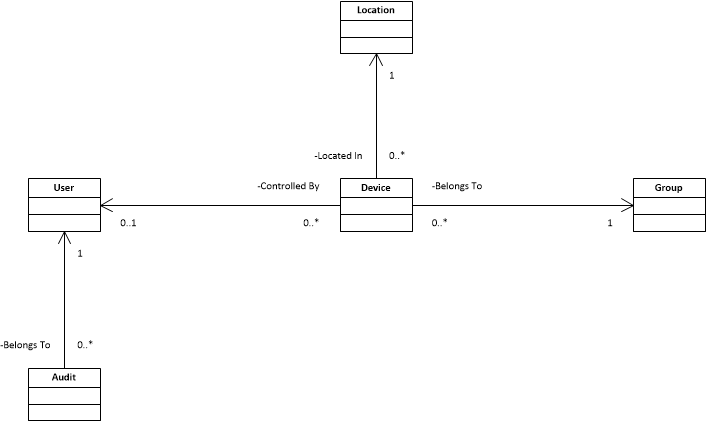 Location
1
-Located In
0..*
User
-Controlled By
Device
-Belongs To
Group
0..1
0..*
0..*
1
1
-Belongs To
0..*
Audit